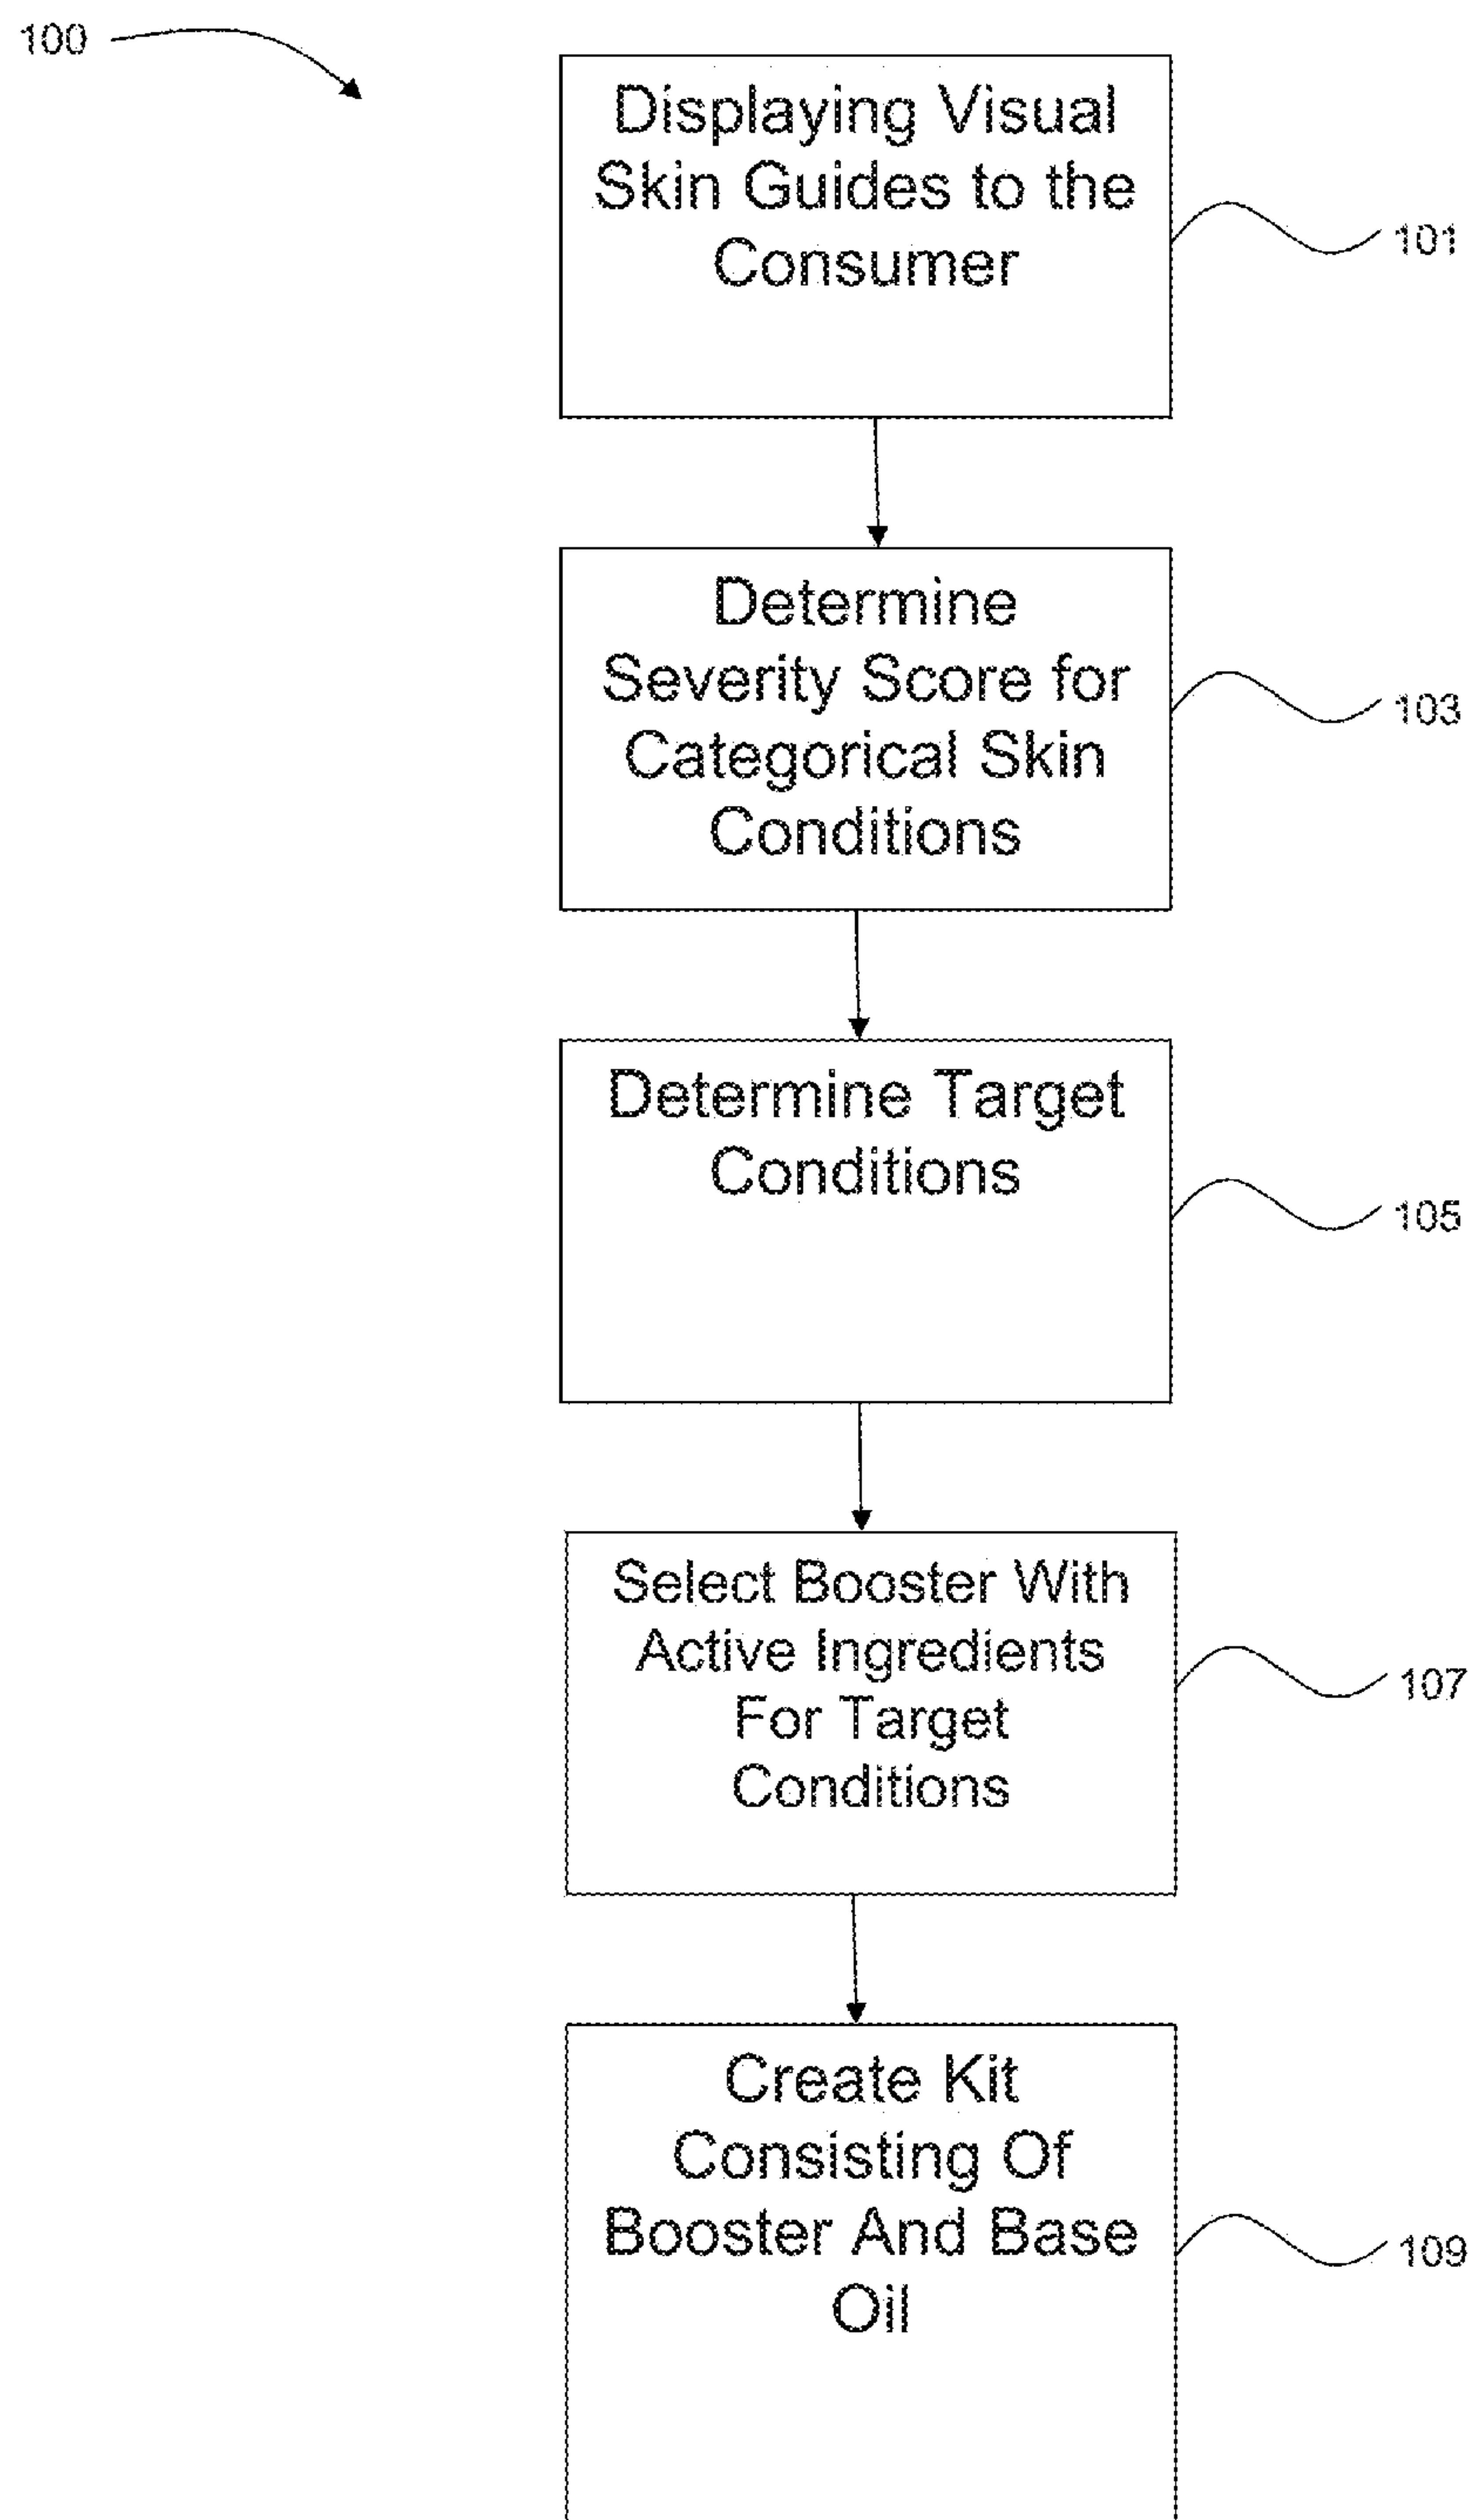 100
Displaying Visual
Skin Guides to the
Consumer
101
Determine
Severity Score for
Categorical Skin
Conditions
103
Determine Target
Conditions
105
Select Booster With
Active Ingredients
For Target
Conditions
107
Create Kit
Consisting Of
Booster And Base
Oil
109